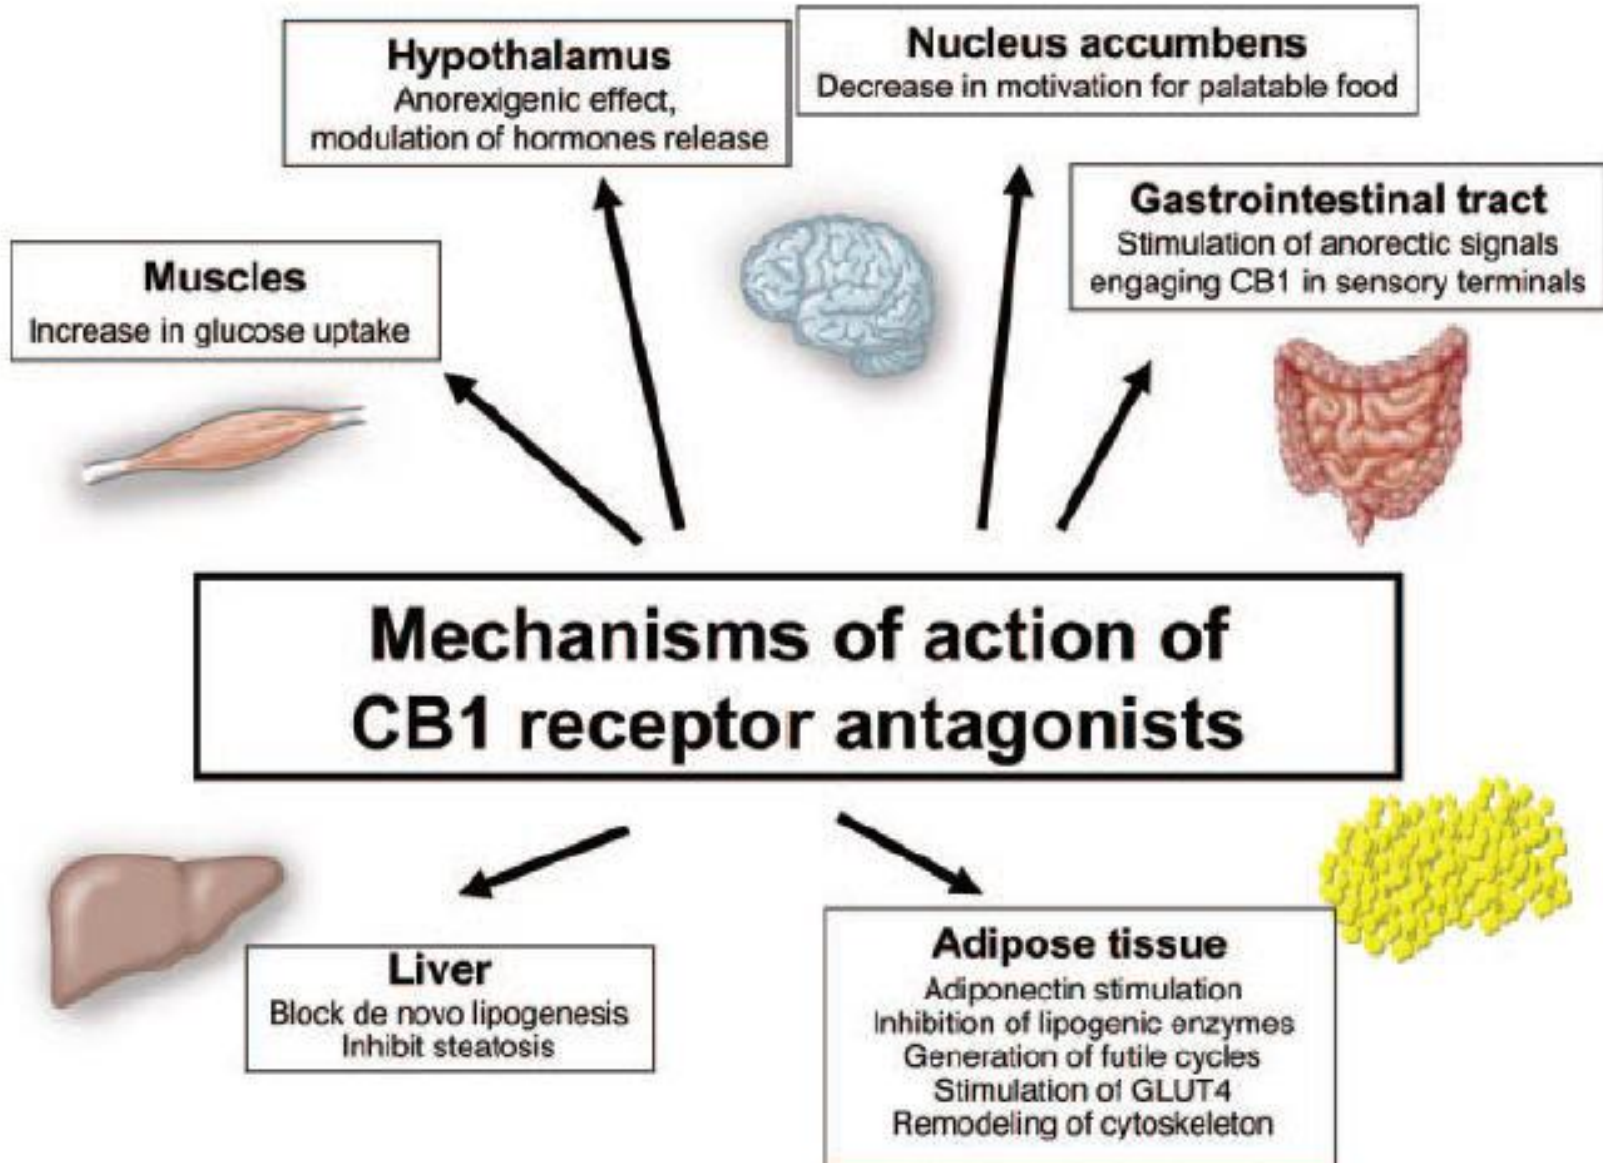 Hypothalamus
Anorexigenic effect,
modulation of hormones release
Nucleus accumbens
Decrease in motivation for palatable food
Gastrointestinal tract
Stimulation of anorectic signals
engaging CB1 in sensory terminals
Muscles
Increase in glucose uptake
Mechanisms of action of
CB1 receptor antagonists
Liver
Block de novo lipogenesis
Inhibit steatosis
Adipose tissue
Adiponectin stimulation
Inhibition of lipogenic enzymes
Generation of futile cycles
Stimulation of GLUT4
Remodeling of cytoskeleton